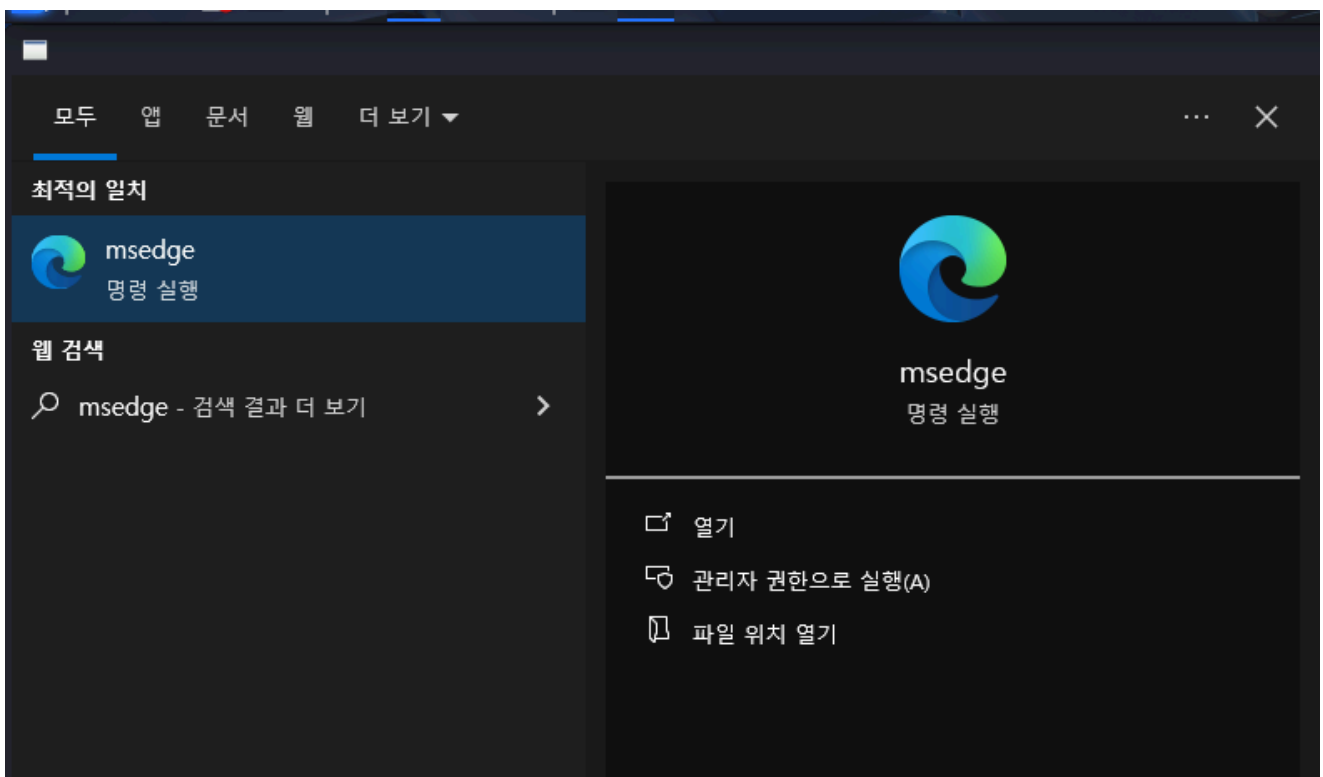 모두 앱 문서 웹 더 보기
최적의 일치
msedge
명령 실행
웹 검색
msedge - 검색 결과 더 보기
msedge
명령 실행
열기
관리자 권한으로 실행(A)
파일 위치 열기